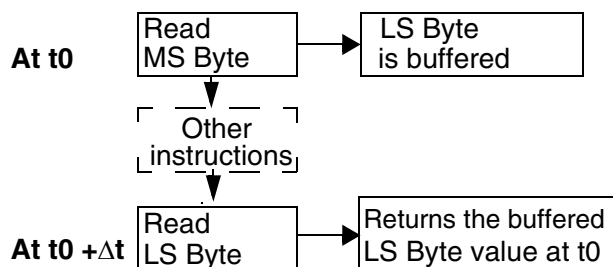 At t0
Read
MS Byte
LS Byte
is buffered
Other
instructions
At t0 +Δt
Read
LS Byte
Returns the buffered
LS Byte value at t0